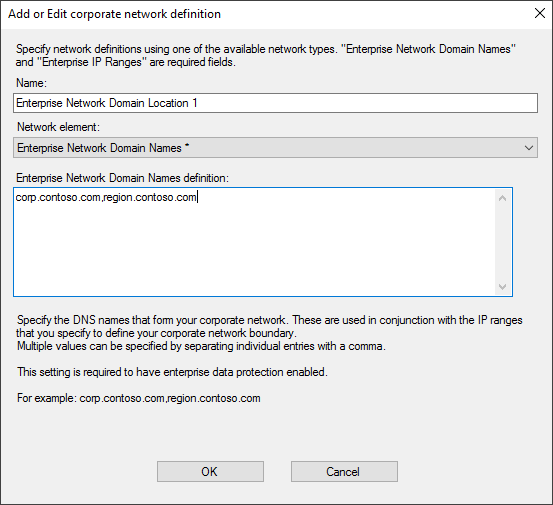 Add or Edit corporate network definition
Specify network definitions using one of the available network types. "Enterprise Network Domain Names"
and "Enterprise IP Ranges" are required fields.
Name:
Enterprise Network Domain Location 1
Network element:
Enterprise Network Domain Names *
Enterprise Network Domain Names definition:
corp.contoso.com,region.contoso.com
Specify the DNS names that form your corporate network. These are used in conjunction with the IP ranges
that you specify to define your corporate network boundary.
Multiple values can be specified by separating individual entries with a comma.
This setting is required to have enterprise data protection enabled.
For example: corp.contoso.com,region.contoso.com
OK
Cancel